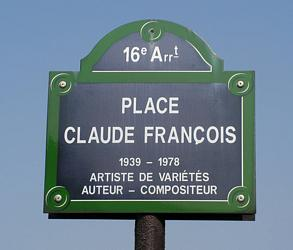 16e Arrt
PLACE
CLAUDE FRANÇOIS
1939 – 1978
ARTISTE DE VARIÉTÉS
AUTEUR – COMPOSITEUR